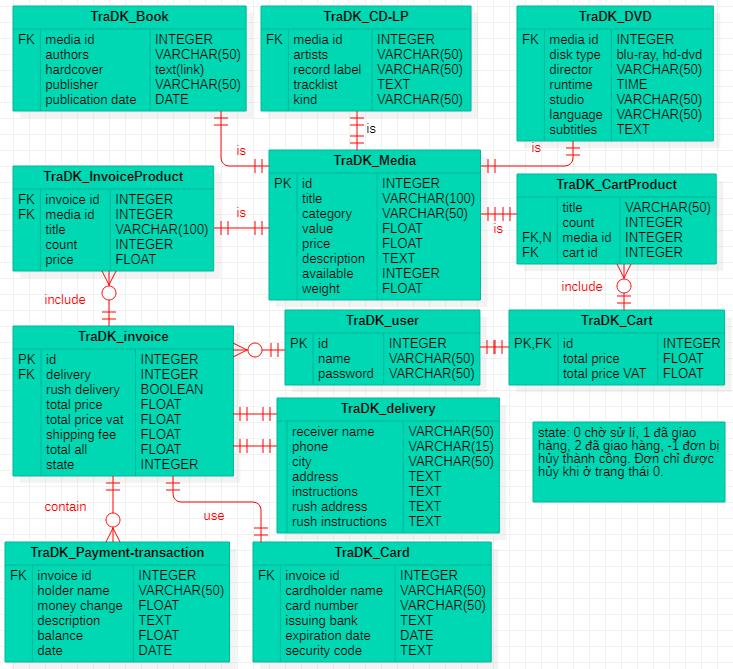 TraDK_Book
FK media id INTEGER
authors VARCHAR(50)
hardcover text(link)
publisher VARCHAR(50)
publication date DATE
TraDK_CD-LP
FK media id INTEGER
artists VARCHAR(50)
record label VARCHAR(50)
tracklist TEXT
kind VARCHAR(50)
TraDK_DVD
FK media id INTEGER
disk type blu-ray, hd-dvd
director VARCHAR(50)
runtime TIME
studio VARCHAR(50)
language VARCHAR(50)
subtitles TEXT
is
is
is
TraDK_InvoiceProduct
FK invoice id INTEGER
FK media id INTEGER
title VARCHAR(100)
count INTEGER
price FLOAT
is
TraDK_Media
PK id INTEGER
title VARCHAR(100)
category VARCHAR(50)
value FLOAT
price FLOAT
description TEXT
available INTEGER
weight FLOAT
is
TraDK_CartProduct
title VARCHAR(50)
count INTEGER
FK,N media id INTEGER
FK cart id INTEGER
include
include
TraDK_invoice
PK id INTEGER
FK delivery INTEGER
rush delivery BOOLEAN
total price FLOAT
total price vat FLOAT
shipping fee FLOAT
total all FLOAT
state INTEGER
TraDK_user
PK id INTEGER
name VARCHAR(50)
password VARCHAR(50)
TraDK_Cart
PK,FK id INTEGER
total price FLOAT
total price VAT FLOAT
TraDK_delivery
receiver name VARCHAR(50)
phone VARCHAR(15)
city VARCHAR(50)
address TEXT
instructions TEXT
rush address TEXT
rush instructions TEXT
state: 0 chờ sử lí, 1 đã giao
hàng, 2 đã giao hàng, -1 đơn bị
hủy thành công. Đơn chỉ được
hủy khi ở trạng thái 0.
contain
use
TraDK_Payment-transaction
FK invoice id INTEGER
holder name VARCHAR(50)
money change FLOAT
description TEXT
balance FLOAT
date DATE
TraDK_Card
FK invoice id INTEGER
cardholder name VARCHAR(50)
card number VARCHAR(50)
issuing bank TEXT
expiration date DATE
security code TEXT